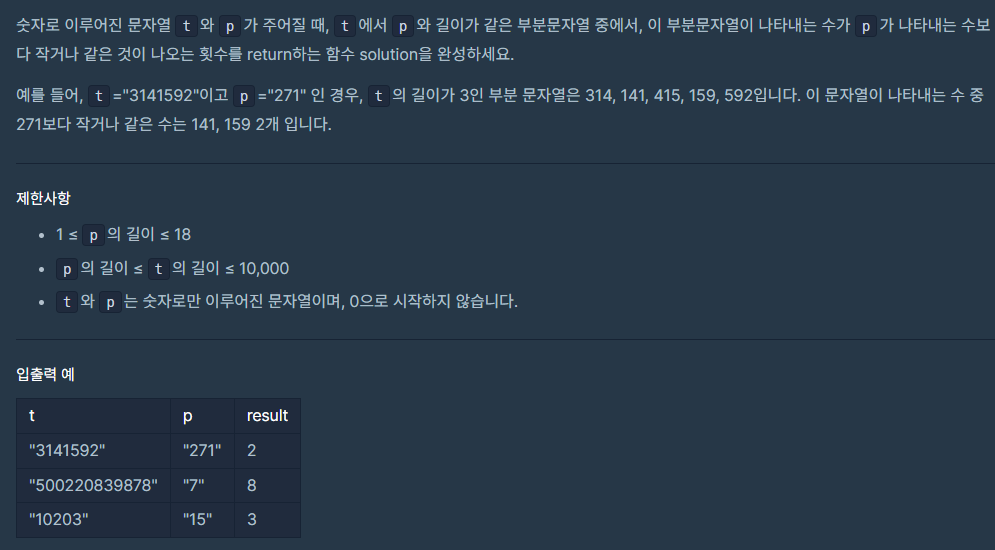 숫자로 이루어진 문자열 t 와 p 가 주어질 때, t 에서 p 와 길이가 같은 부분문자열 중에서, 이 부분문자열이 나타내는 수가 p 가 나타내는 수보
다 작거나 같은 것이 나오는 횟수를 return하는 함수 solution을 완성하세요.
예를 들어, t ="3141592"이고 p ="271" 인 경우, t 의 길이가 3인 부분 문자열은 314, 141, 415, 159, 592입니다. 이 문자열이 나타내는 수 중
271보다 작거나 같은 수는 141, 159 2개 입니다.
제한사항
• 1 ≤ p 의 길이 ≤ 18
• p 의 길이 ≤ t 의 길이 ≤ 10,000
• t 와 p 는 숫자로만 이루어진 문자열이며, 0으로 시작하지 않습니다.
입출력 예
t p result
"3141592" "271" 2
"500220839878" "7" 8
"10203" "15" 3